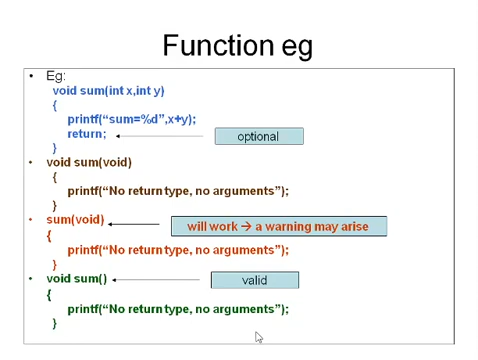 Function eg
• Eg:
void sum(int x,int y)
{
printf(“sum=%d”,x+y);
return;
optional
}
• void sum(void)
{
printf(“No return type, no arguments”);
}
• sum(void)
will work → a warning may arise
{
printf(“No return type, no arguments”);
}
• void sum()
valid
{
printf(“No return type, no arguments”);
}